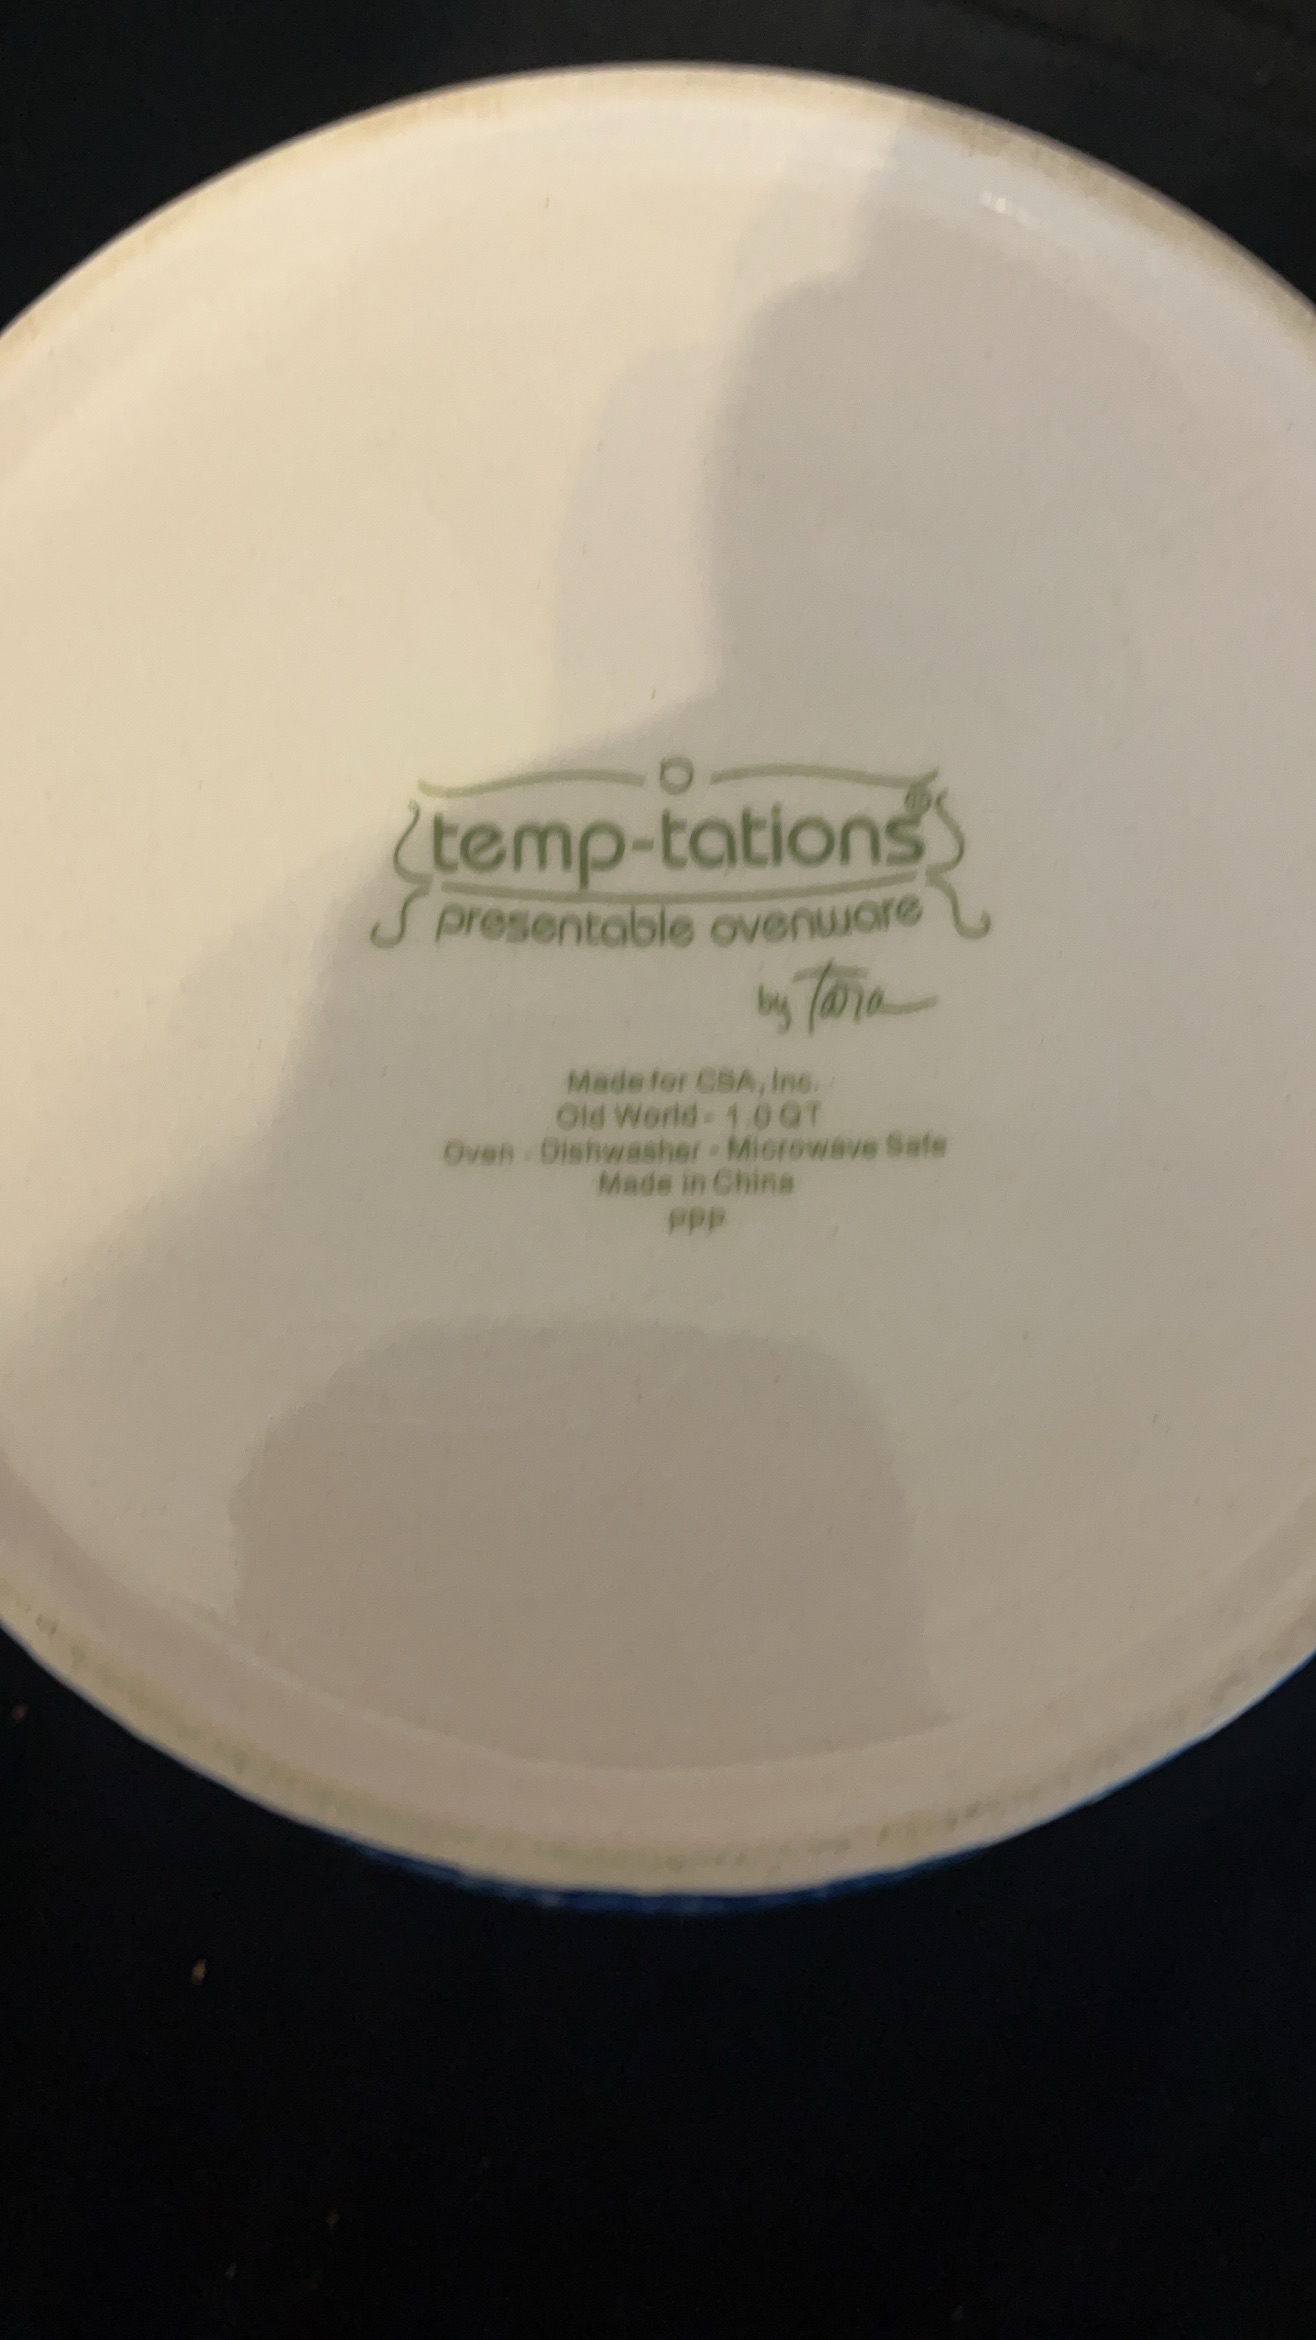 temp-tations®
presentable ovenware
by Tara
Made for CSA, Inc.
Old World - 1.0 QT
Oven - Dishwasher - Microwave Safe
Made in China
ppp